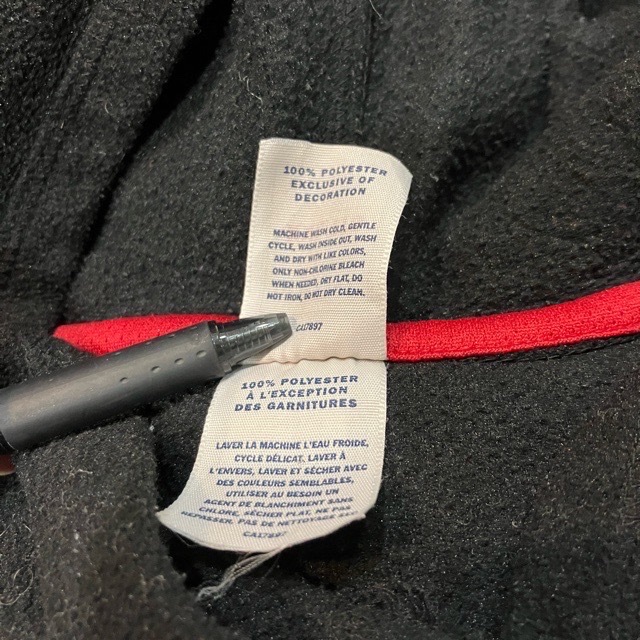 100% POLYESTER
EXCLUSIVE OF
DECORATION
MACHINE WASH COLD, GENTLE
CYCLE, WASH INSIDE OUT, WASH
AND DRY WITH LIKE COLORS,
ONLY NON-CHLORINE BLEACH
WHEN NEEDED, DRY FLAT, DO
NOT IRON, DO NOT DRY CLEAN.
CA17897
100% POLYESTER
À L'EXCEPTION
DES GARNITURES
LAVER LA MACHINE L'EAU FROIDE,
CYCLE DÉLICAT. LAVER À
L'ENVERS, LAVER ET SÉCHER AVEC
DES COULEURS SEMBLABLES,
UTILISER AU BESOIN UN
AGENT DE BLANCHIMENT SANS
CHLORE, SÉCHER PLAT, NE PAS
REPASSER. PAS DE NETTOYAGE SEC
CA17897